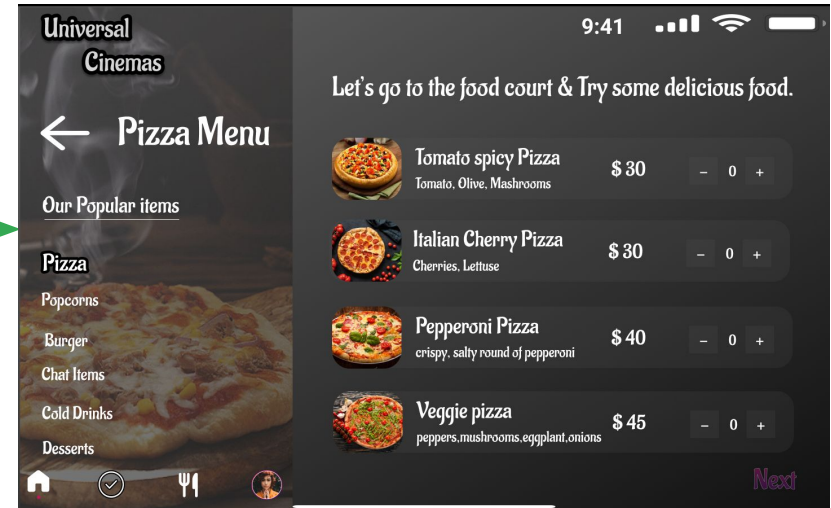 Universal
Cinemas
Pizza Menu
Our Popular items
Pizza
Popcorns
Burger
Chat Items
Cold Drinks
Desserts
9:41
Let's go to the food court & Try some delicious food.
Tomato spicy Pizza
Tomato, Olive, Mashrooms
$ 30
– 0 +
Italian Cherry Pizza
Cherries, Lettuse
$ 30
– 0 +
Pepperoni Pizza
crispy, salty round of pepperoni
$ 40
– 0 +
Veggie pizza
peppers,mushrooms,eggplant,onions
$ 45
– 0 +
Next